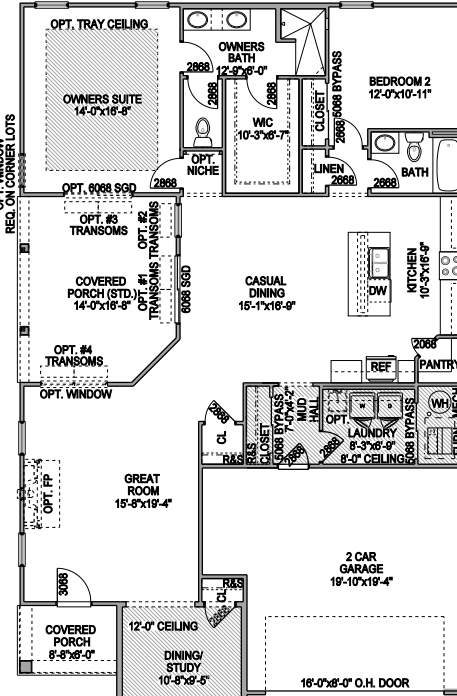 OPT. TRAY CEILING
OWNERS SUITE
14'-0"x16'-8"
OWNERS
BATH
12'-9"x6'-0"
2868
2868
2868
WIC
10'-3"x6'-7"
CLOSET
5068 BYPASS
BEDROOM 2
12'-0"x10'-11"
2668
LINEN
2668
2668
BATH
REQ. ON CORNER LOTS
OPT.
NICHE
2868
OPT. 6068 SGD
OPT. #3
TRANSOMS
OPT. #2
TRANSOMS
OPT. #1
TRANSOMS
6068 SGD
COVERED
PORCH (STD.)
14'-0"x16'-8"
OPT. #4
TRANSOMS
OPT. WINDOW
CASUAL
DINING
15'-1"x16'-9"
DW
KITCHEN
10'-3"x16'-9"
2068
PANTRY
REF
2868
CL
R&S
R&S
CLOSET
5068 BYPASS
7'-0"x4'-2"
MUD
HALL
2868
2868
OPT.
W
D
LAUNDRY
8'-3"x6'-9"
8'-0" CEILING
5068 BYPASS
WH
MECH
OPT. FP
GREAT
ROOM
15'-8"x19'-4"
2 CAR
GARAGE
19'-10"x19'-4"
3068
R&S
CL
2668
COVERED
PORCH
8'-8"x6'-0"
12'-0" CEILING
DINING/
STUDY
10'-8"x9'-5"
16'-0"x8'-0" O.H. DOOR